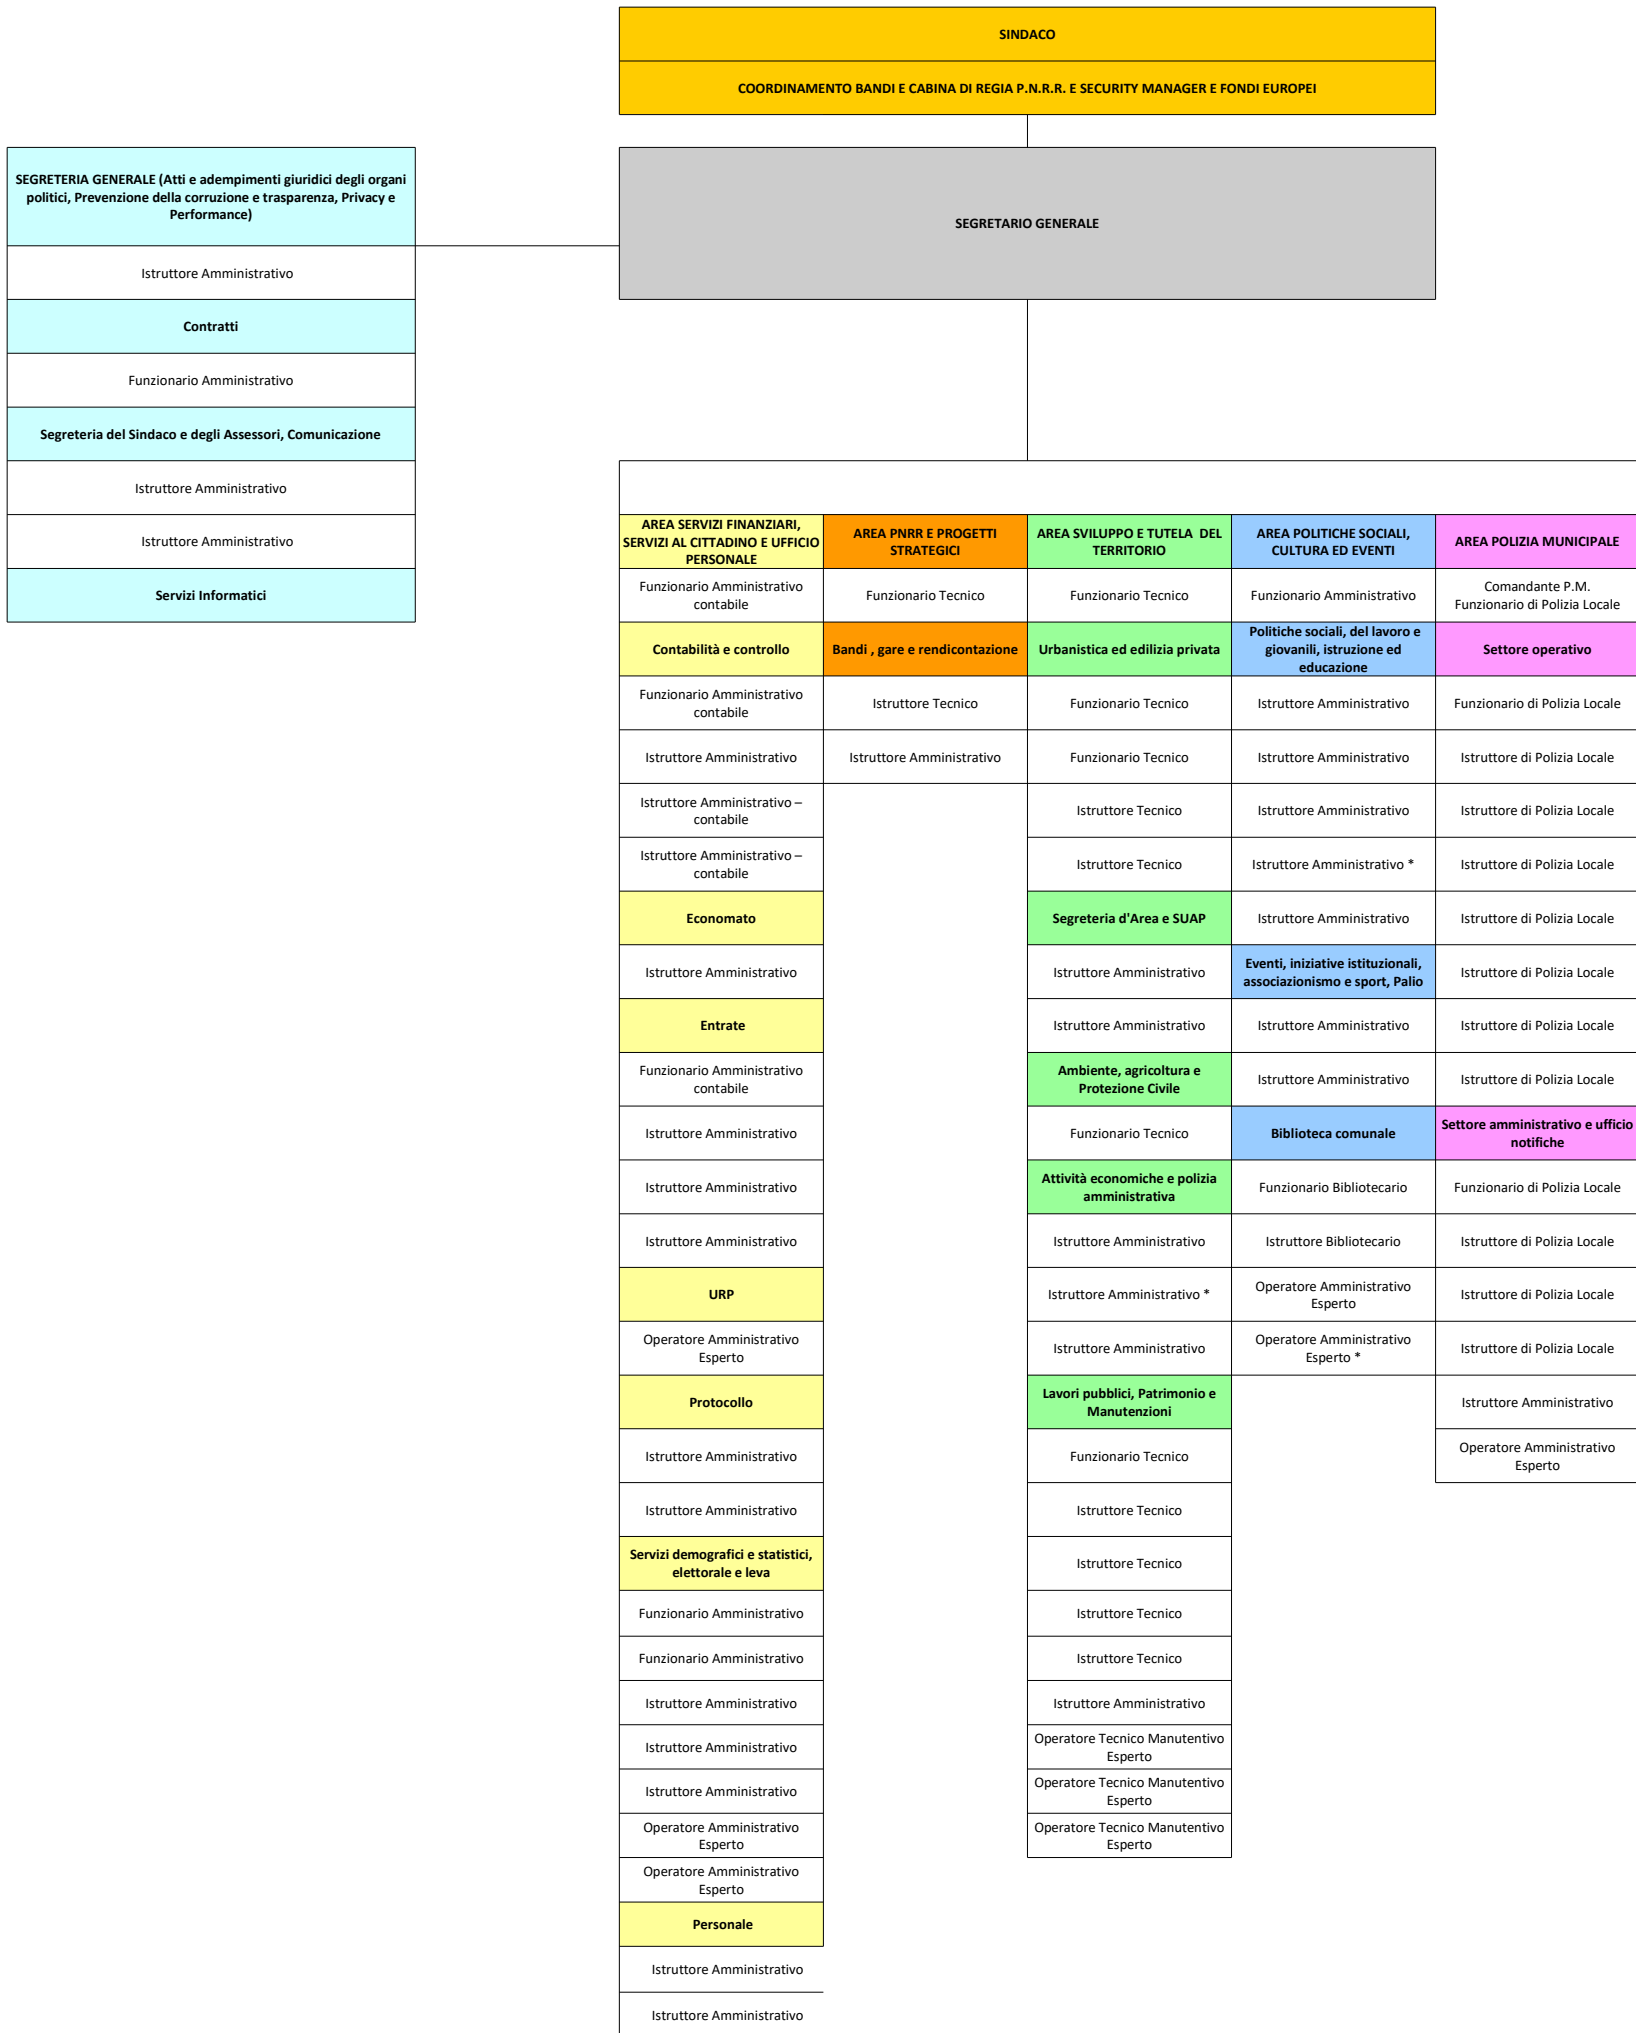 SINDACO
COORDINAMENTO BANDI E CABINA DI REGIA P.N.R.R. E SECURITY MANAGER E FONDI EUROPEI
SEGRETERIA GENERALE (Atti e adempimenti giuridici degli organi
politici, Prevenzione della corruzione e trasparenza, Privacy e
Performance)
Istruttore Amministrativo
Contratti
Funzionario Amministrativo
Segreteria del Sindaco e degli Assessori, Comunicazione
Istruttore Amministrativo
Istruttore Amministrativo
Servizi Informatici
SEGRETARIO GENERALE
AREA SERVIZI FINANZIARI,
SERVIZI AL CITTADINO E UFFICIO
PERSONALE
Funzionario Amministrativo
contabile
Contabilità e controllo
Funzionario Amministrativo
contabile
Istruttore Amministrativo
Istruttore Amministrativo –
contabile
Istruttore Amministrativo –
contabile
Economato
Istruttore Amministrativo
Entrate
Funzionario Amministrativo
contabile
Istruttore Amministrativo
Istruttore Amministrativo
Istruttore Amministrativo
URP
Operatore Amministrativo
Esperto
Protocollo
Istruttore Amministrativo
Istruttore Amministrativo
Servizi demografici e statistici,
elettorale e leva
Funzionario Amministrativo
Funzionario Amministrativo
Istruttore Amministrativo
Istruttore Amministrativo
Istruttore Amministrativo
Operatore Amministrativo
Esperto
Operatore Amministrativo
Esperto
Personale
Istruttore Amministrativo
Istruttore Amministrativo
AREA PNRR E PROGETTI
STRATEGICI
Funzionario Tecnico
Bandi , gare e rendicontazione
Istruttore Tecnico
Istruttore Amministrativo
AREA SVILUPPO E TUTELA  DEL
TERRITORIO
Funzionario Tecnico
Urbanistica ed edilizia privata
Funzionario Tecnico
Funzionario Tecnico
Istruttore Tecnico
Istruttore Tecnico
Segreteria d'Area e SUAP
Istruttore Amministrativo
Istruttore Amministrativo
Ambiente, agricoltura e
Protezione Civile
Funzionario Tecnico
Attività economiche e polizia
amministrativa
Istruttore Amministrativo
Istruttore Amministrativo *
Istruttore Amministrativo
Lavori pubblici, Patrimonio e
Manutenzioni
Funzionario Tecnico
Istruttore Tecnico
Istruttore Tecnico
Istruttore Tecnico
Istruttore Tecnico
Istruttore Amministrativo
Operatore Tecnico Manutentivo
Esperto
Operatore Tecnico Manutentivo
Esperto
Operatore Tecnico Manutentivo
Esperto
AREA POLITICHE SOCIALI,
CULTURA ED EVENTI
Funzionario Amministrativo
Politiche sociali, del lavoro e
giovanili, istruzione ed
educazione
Istruttore Amministrativo
Istruttore Amministrativo
Istruttore Amministrativo
Istruttore Amministrativo *
Istruttore Amministrativo
Eventi, iniziative istituzionali,
associazionismo e sport, Palio
Istruttore Amministrativo
Istruttore Amministrativo
Biblioteca comunale
Funzionario Bibliotecario
Istruttore Bibliotecario
Operatore Amministrativo
Esperto
Operatore Amministrativo
Esperto *
AREA POLIZIA MUNICIPALE
Comandante P.M.
Funzionario di Polizia Locale
Settore operativo
Funzionario di Polizia Locale
Istruttore di Polizia Locale
Istruttore di Polizia Locale
Istruttore di Polizia Locale
Istruttore di Polizia Locale
Istruttore di Polizia Locale
Istruttore di Polizia Locale
Istruttore di Polizia Locale
Settore amministrativo e ufficio
notifiche
Funzionario di Polizia Locale
Istruttore di Polizia Locale
Istruttore di Polizia Locale
Istruttore di Polizia Locale
Istruttore Amministrativo
Operatore Amministrativo
Esperto